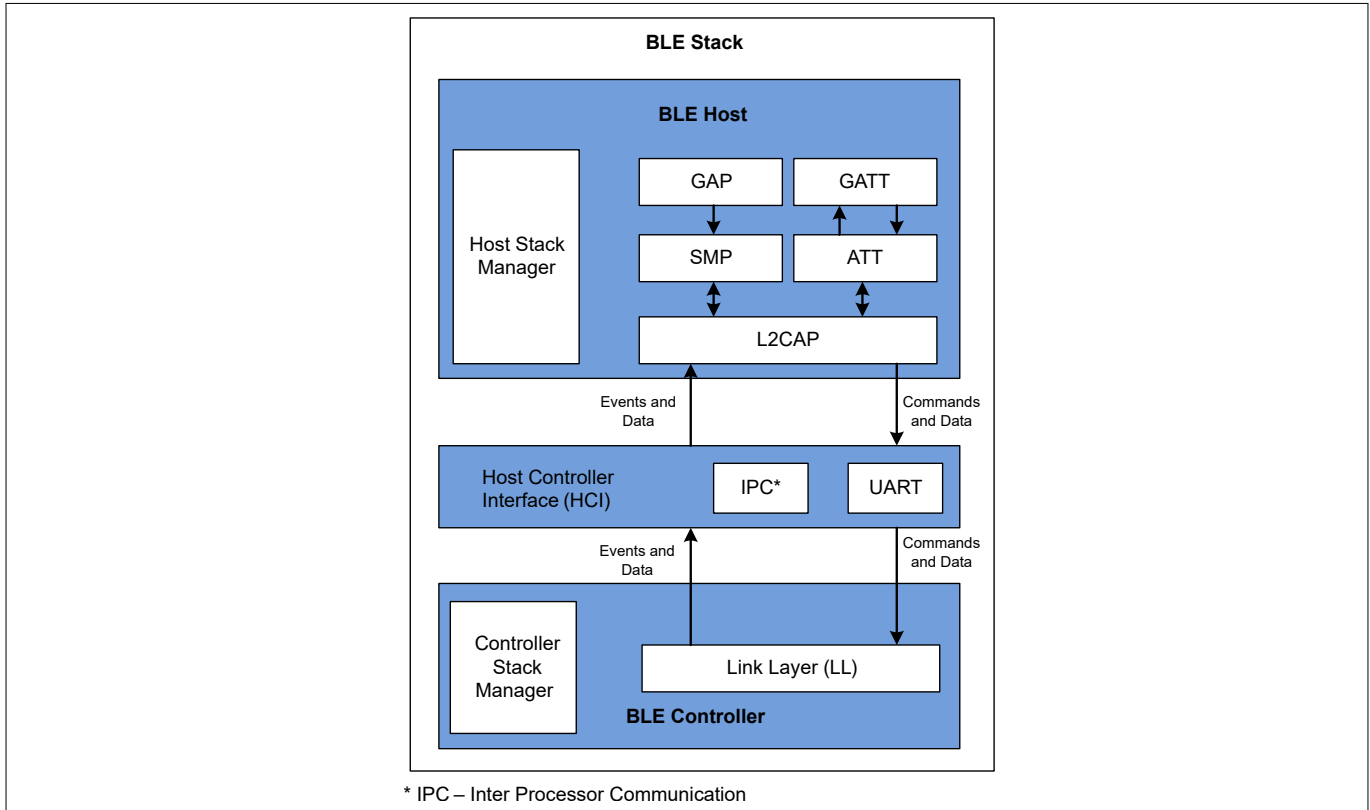 BLE Stack
BLE Host
Host Stack
Manager
GAP
GATT
SMP
ATT
L2CAP
Events and
Data
Commands
and Data
Host Controller
Interface (HCI)
IPC*
UART
Events and
Data
Commands
and Data
Controller
Stack
Manager
Link Layer (LL)
BLE Controller
* IPC – Inter Processor Communication